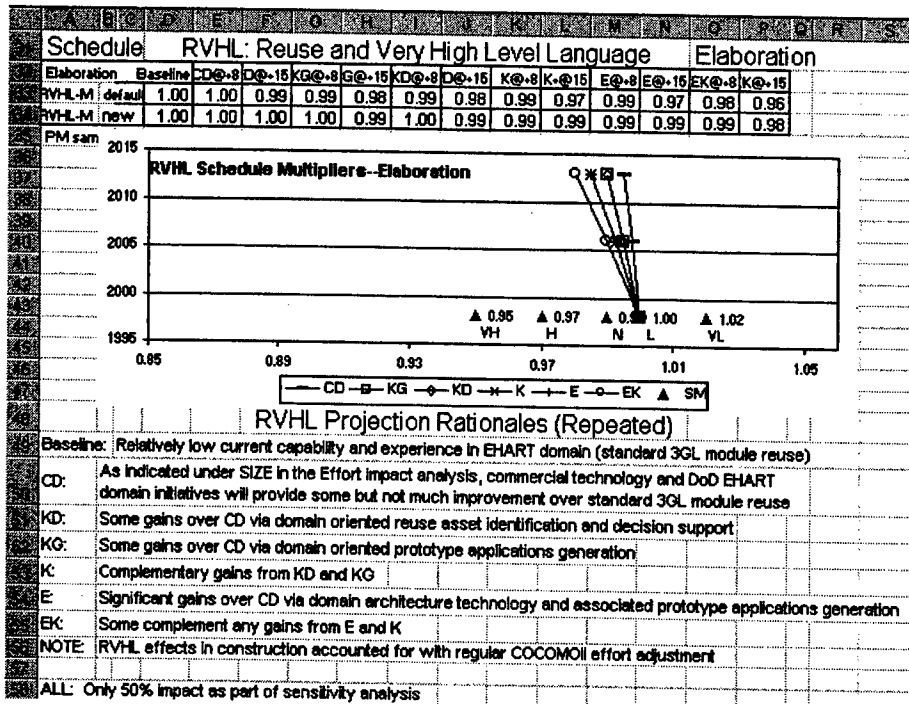 A B C D E F G H I J K L M N O P Q R S
Schedule RVHL: Reuse and Very High Level Language Elaboration
Elaboration Baseline CD@+8 D@+15 KG@+8 G@+15 KD@+8 D@+15 K@+8 K+@15 E@+8 E@+15 EK@+8 K@+15
RVHL-M default 1.00 1.00 0.99 0.99 0.98 0.99 0.98 0.99 0.97 0.99 0.97 0.98 0.96
RVHL-M new 1.00 1.00 1.00 1.00 0.99 1.00 0.99 0.99 0.99 0.99 0.99 0.99 0.98
PM sam
RVHL Schedule Multipliers--Elaboration
2015
2010
2005
2000
1995
0.95 0.97 0.9 1.00 1.02
VH H N L VL
0.85 0.89 0.93 0.97 1.01 1.05
CD KG KD K E EK SM
RVHL Projection Rationales (Repeated)
Baseline: Relatively low current capability and experience in EHART domain (standard 3GL module reuse)
CD: As indicated under SIZE in the Effort impact analysis, commercial technology and DoD EHART
domain initiatives will provide some but not much improvement over standard 3GL module reuse
KD: Some gains over CD via domain oriented reuse asset identification and decision support
KG: Some gains over CD via domain oriented prototype applications generation
K: Complementary gains from KD and KG
E: Significant gains over CD via domain architecture technology and associated prototype applications generation
EK: Some complement any gains from E and K
NOTE: RVHL effects in construction accounted for with regular COCOMOII effort adjustment
ALL: Only 50% impact as part of sensitivity analysis